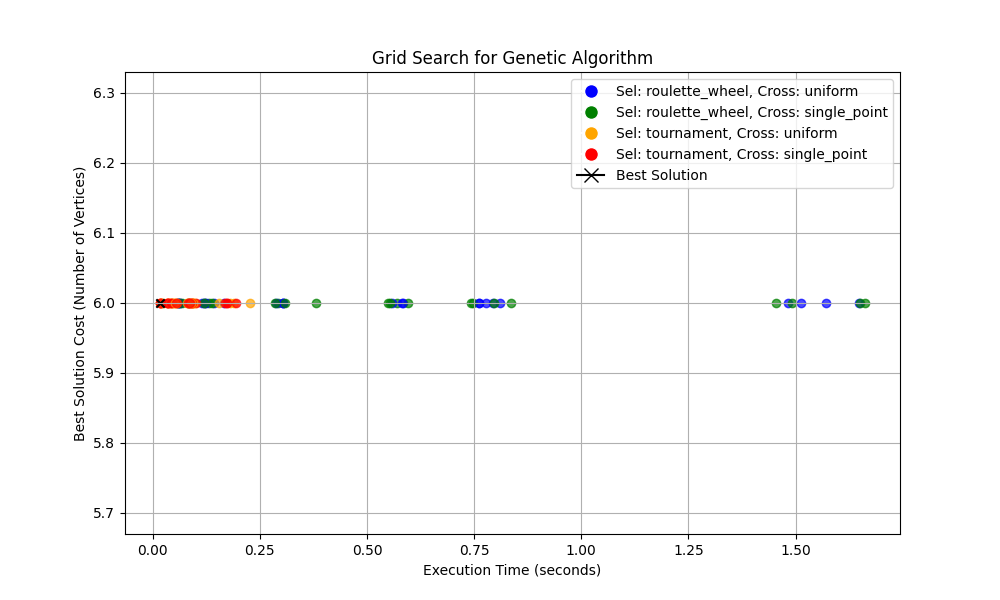 Grid Search for Genetic Algorithm
Sel: roulette_wheel, Cross: uniform
Sel: roulette_wheel, Cross: single_point
Sel: tournament, Cross: uniform
Sel: tournament, Cross: single_point
Best Solution
Best Solution Cost (Number of Vertices)
6.3
6.2
6.1
6.0
5.9
5.8
5.7
0.00 0.25 0.50 0.75 1.00 1.25 1.50
Execution Time (seconds)